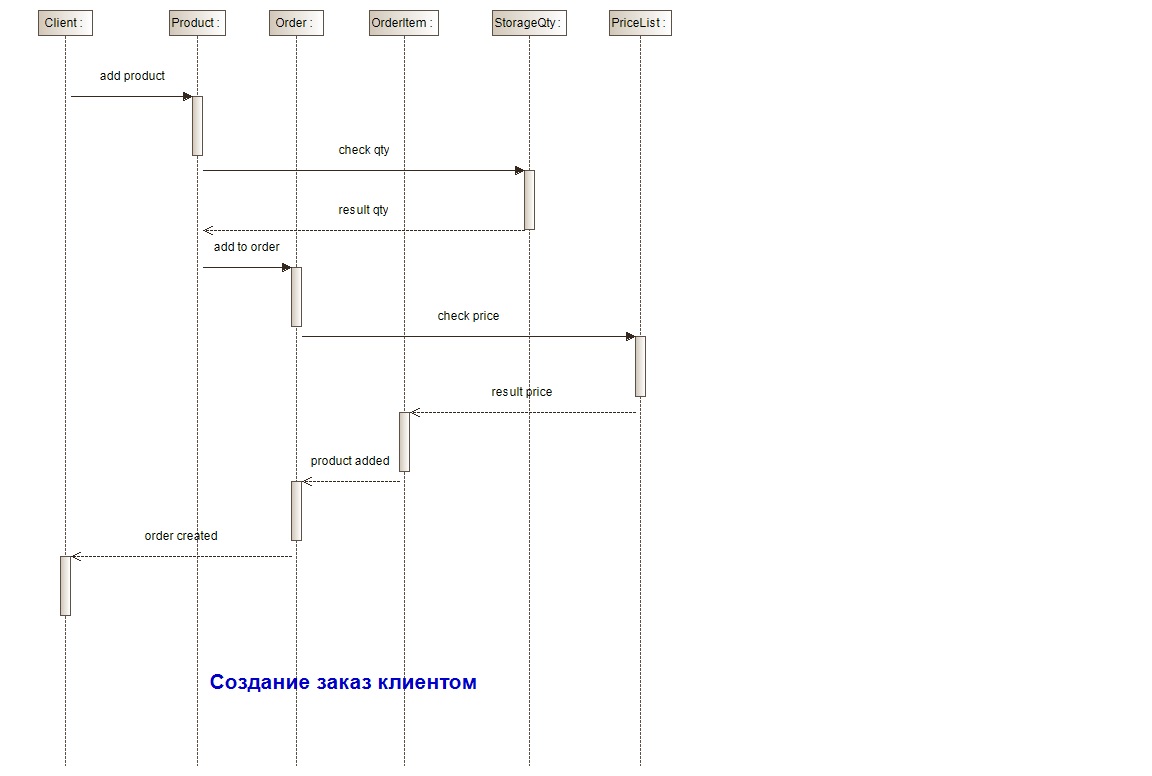 Client :
Product :
Order :
OrderItem :
StorageQty :
PriceList :
add product
check qty
result qty
add to order
check price
result price
product added
order created
Создание заказ клиентом